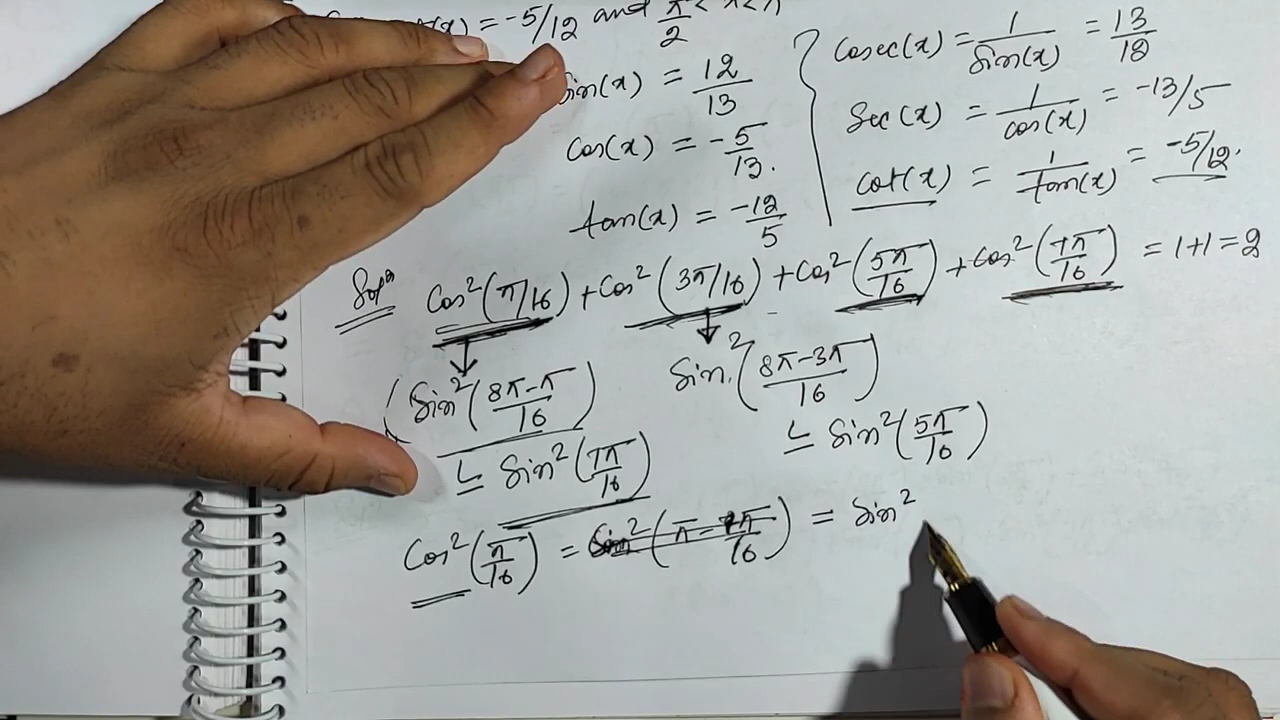 (x) = -5/12 and π/2 < x < π
sin(x) = 12/13
cos(x) = -5/13.
tan(x) = -12/5
cosec(x) = 1/Sin(x) = 13/12
Sec(x) = 1/cos(x) = -13/5
cot(x) = 1/tan(x) = -5/12.
Solⁿ Cos²(π/16) + Cos²(3π/16) + Cos²(5π/16) + Cos²(7π/16) = 1+1=2
Sin²(8π-π/16) Sin²(8π-3π/16)
↳ Sin²(7π/16) ↳ Sin²(5π/16)
Cos²(π/16) = Sin²(π-7π/16) = Sin²